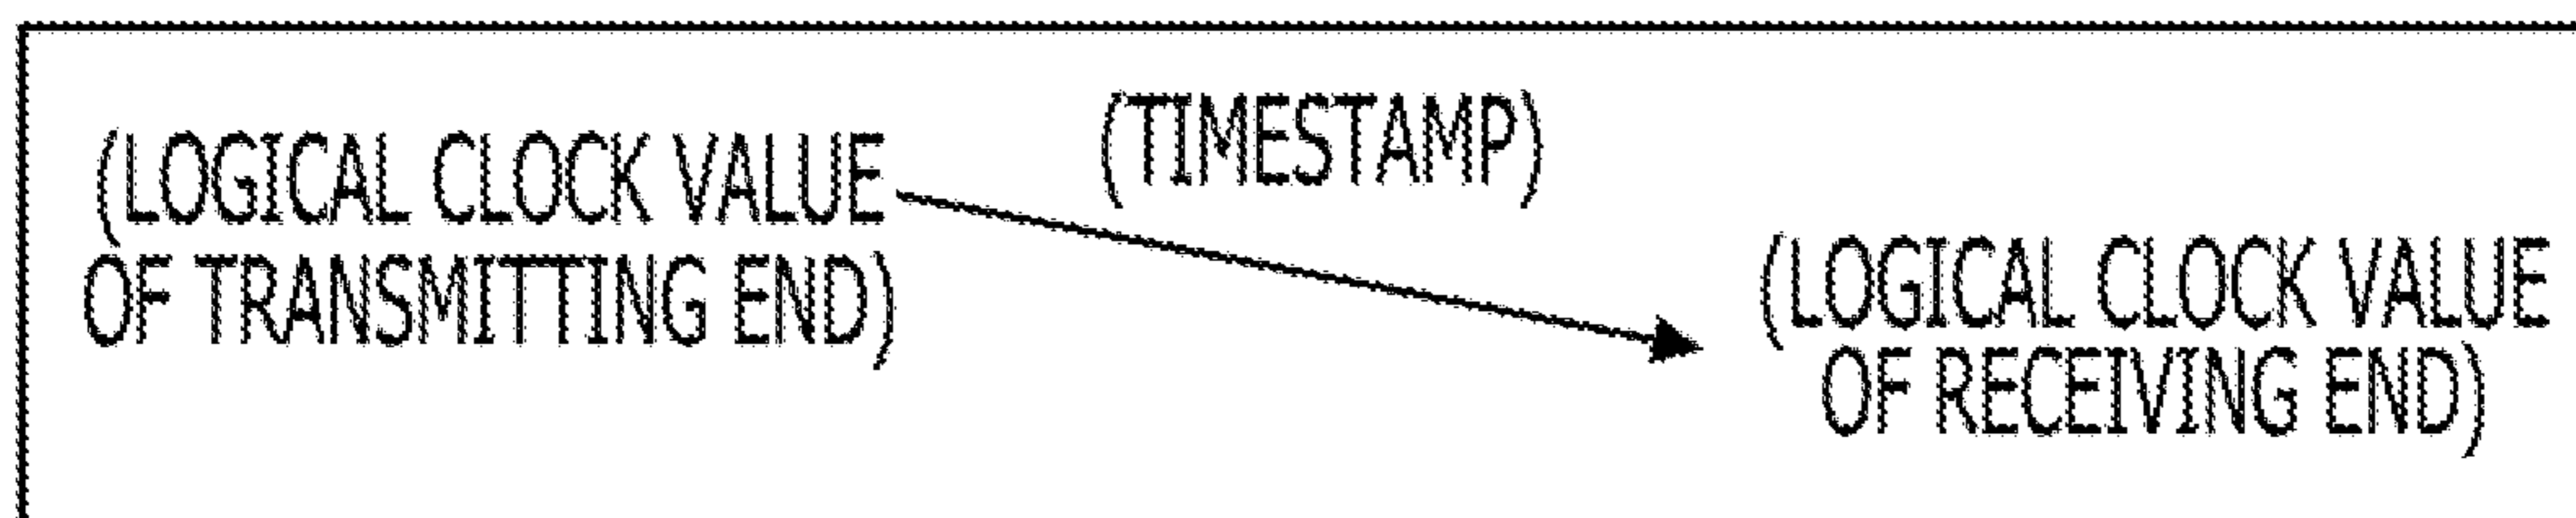 (LOGICAL CLOCK VALUE
OF TRANSMITTING END)
(TIMESTAMP)
(LOGICAL CLOCK VALUE
OF RECEIVING END)